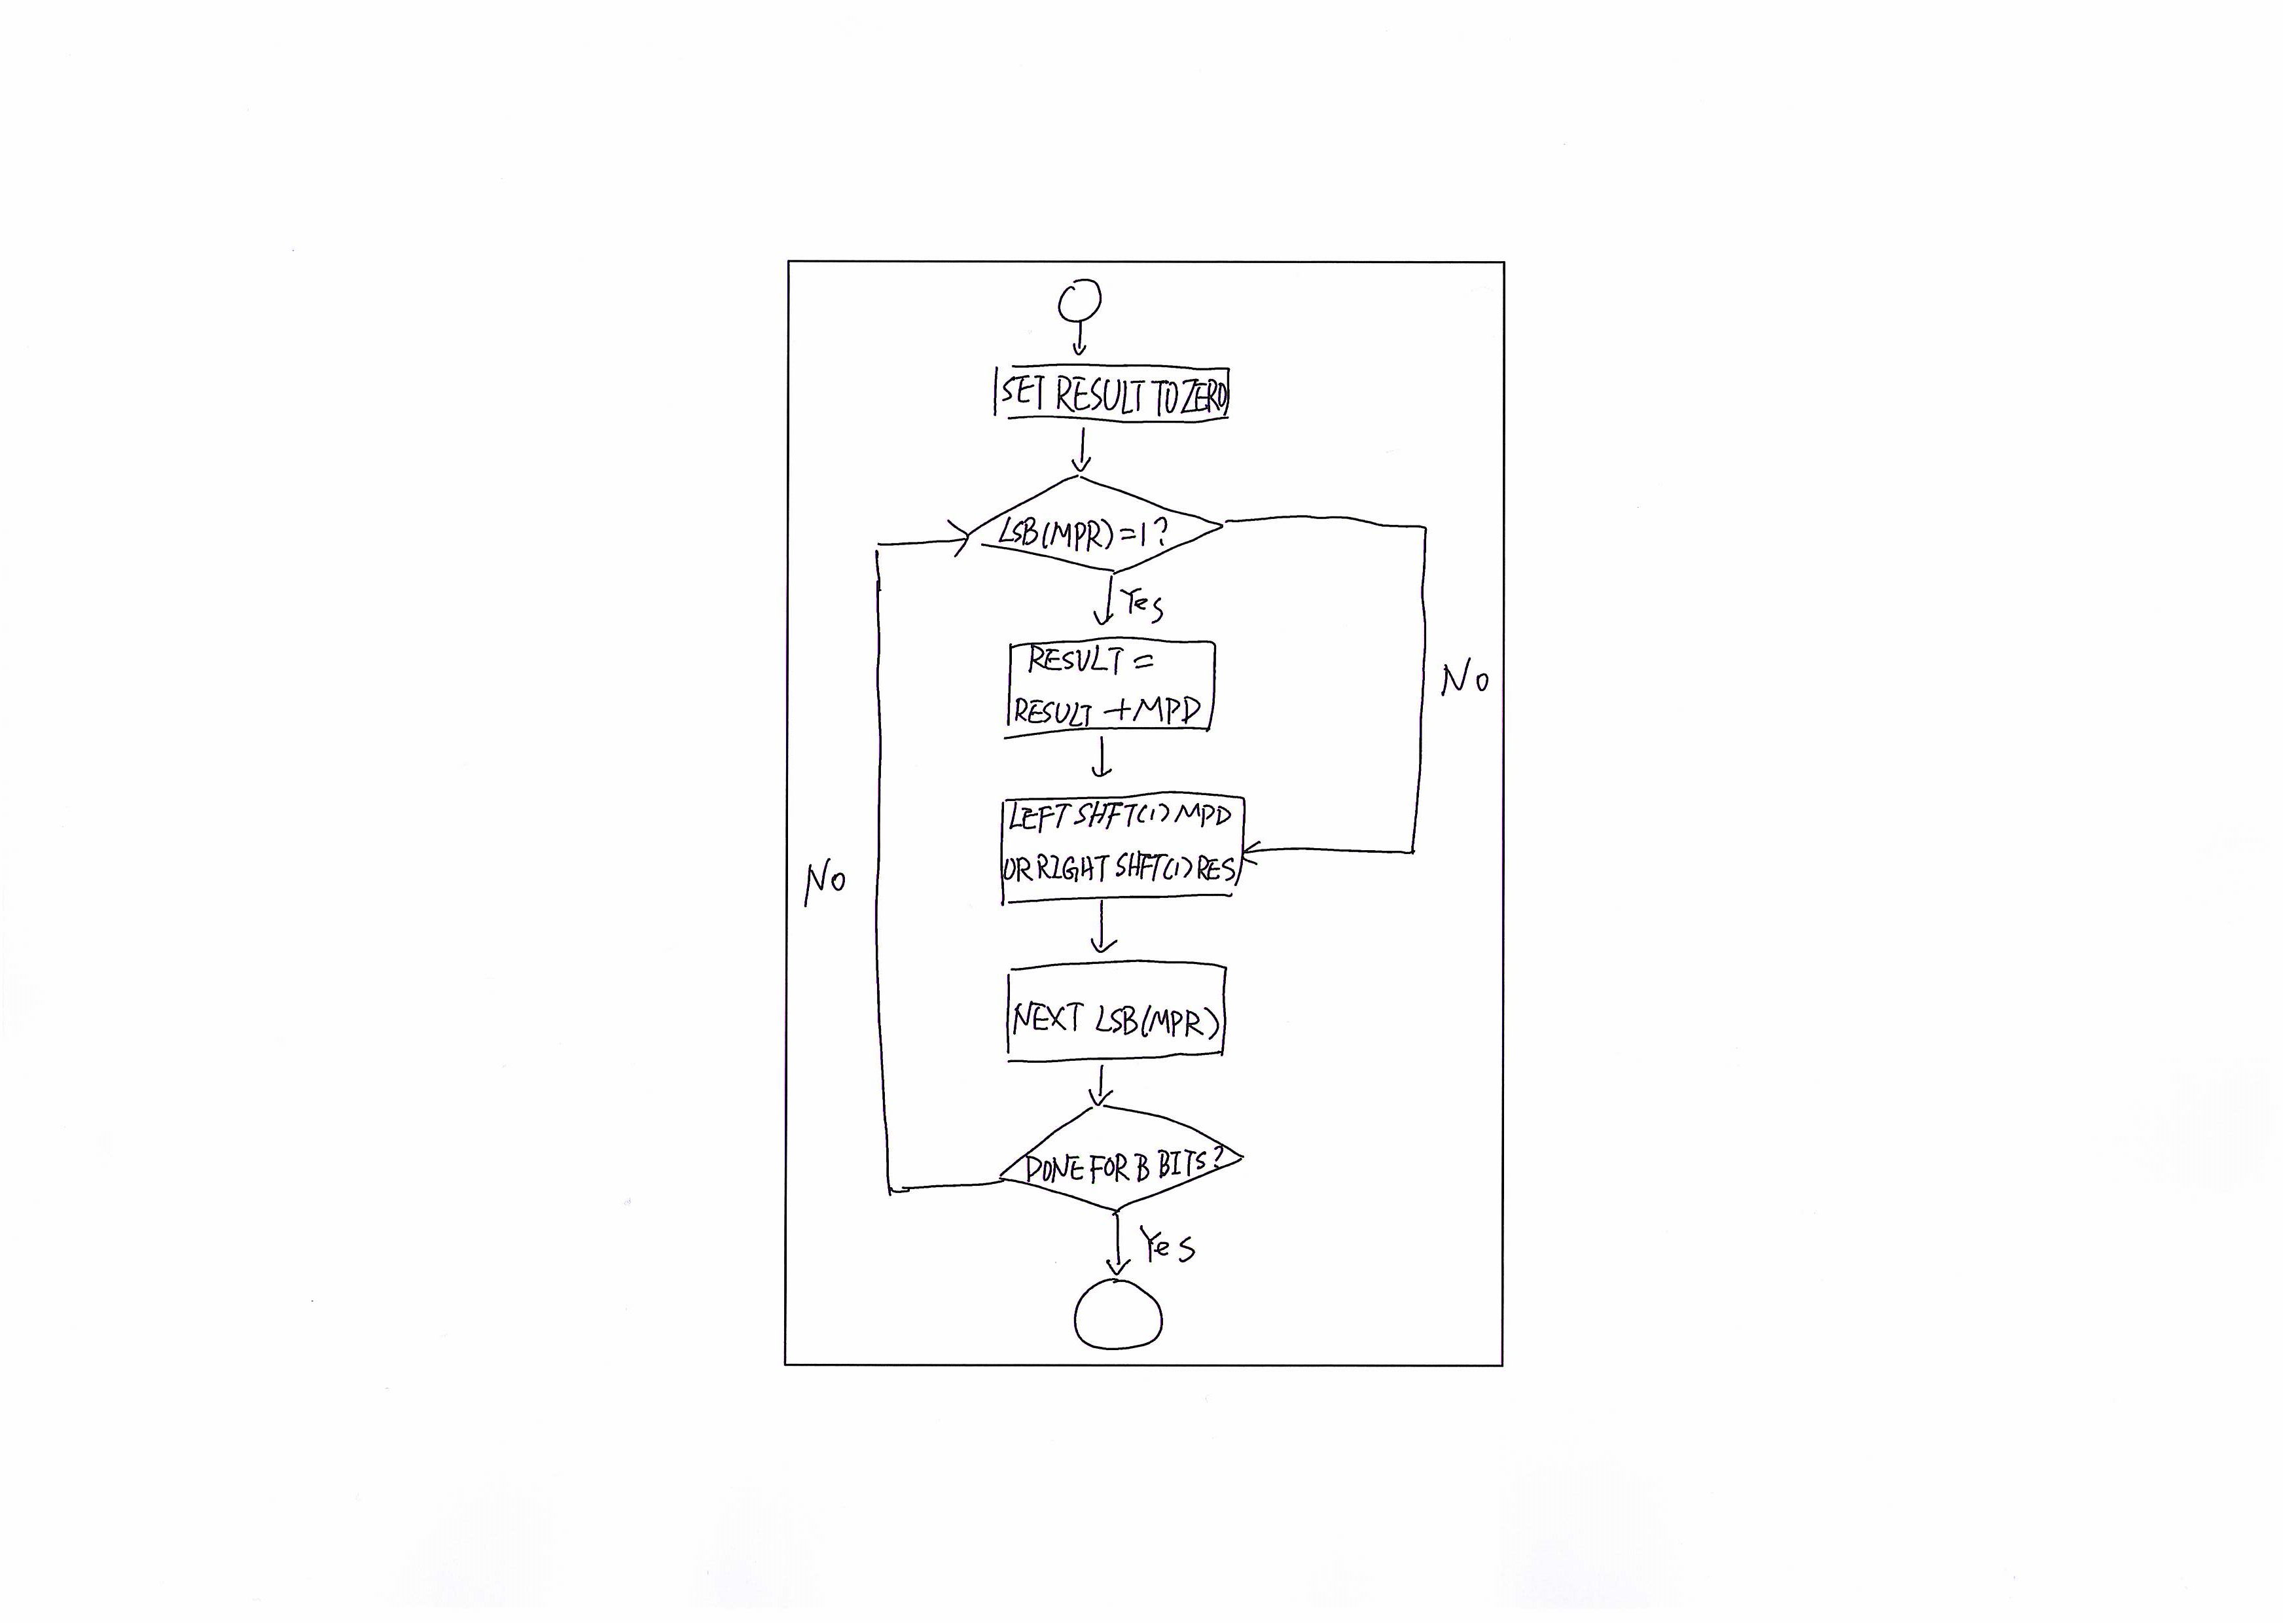 SET RESULT TO ZERO
LSB(MPR)=1?
Yes
RESULT =
RESULT +MPD
No
LEFT SHFT(1) MPD
OR RIGHT SHFT(1) RES
No
NEXT LSB(MPR)
DONE FOR B BITS?
Yes